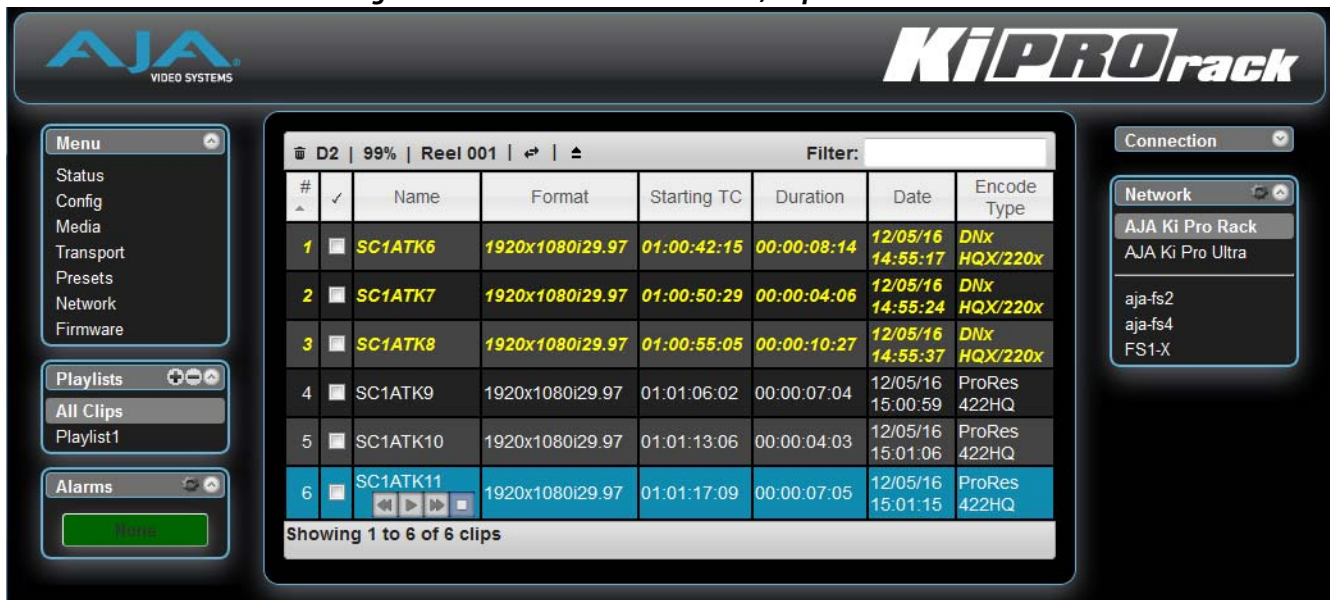 AJA
VIDEO SYSTEMS
KiPROrack
Menu
Status
Config
Media
Transport
Presets
Network
Firmware
Playlists
All Clips
Playlist1
Alarms
None
D2 | 99% | Reel 001 | | Filter:
# ✓ Name Format Starting TC Duration Date Encode Type
1 SC1ATK6 1920x1080i29.97 01:00:42:15 00:00:08:14 12/05/16 14:55:17 DNx HQX/220x
2 SC1ATK7 1920x1080i29.97 01:00:50:29 00:00:04:06 12/05/16 14:55:24 DNx HQX/220x
3 SC1ATK8 1920x1080i29.97 01:00:55:05 00:00:10:27 12/05/16 14:55:37 DNx HQX/220x
4 SC1ATK9 1920x1080i29.97 01:01:06:02 00:00:07:04 12/05/16 15:00:59 ProRes 422HQ
5 SC1ATK10 1920x1080i29.97 01:01:13:06 00:00:04:03 12/05/16 15:01:06 ProRes 422HQ
6 SC1ATK11 1920x1080i29.97 01:01:17:09 00:00:07:05 12/05/16 15:01:15 ProRes 422HQ
Showing 1 to 6 of 6 clips
Connection
Network
AJA Ki Pro Rack
AJA Ki Pro Ultra
aja-fs2
aja-fs4
FS1-X